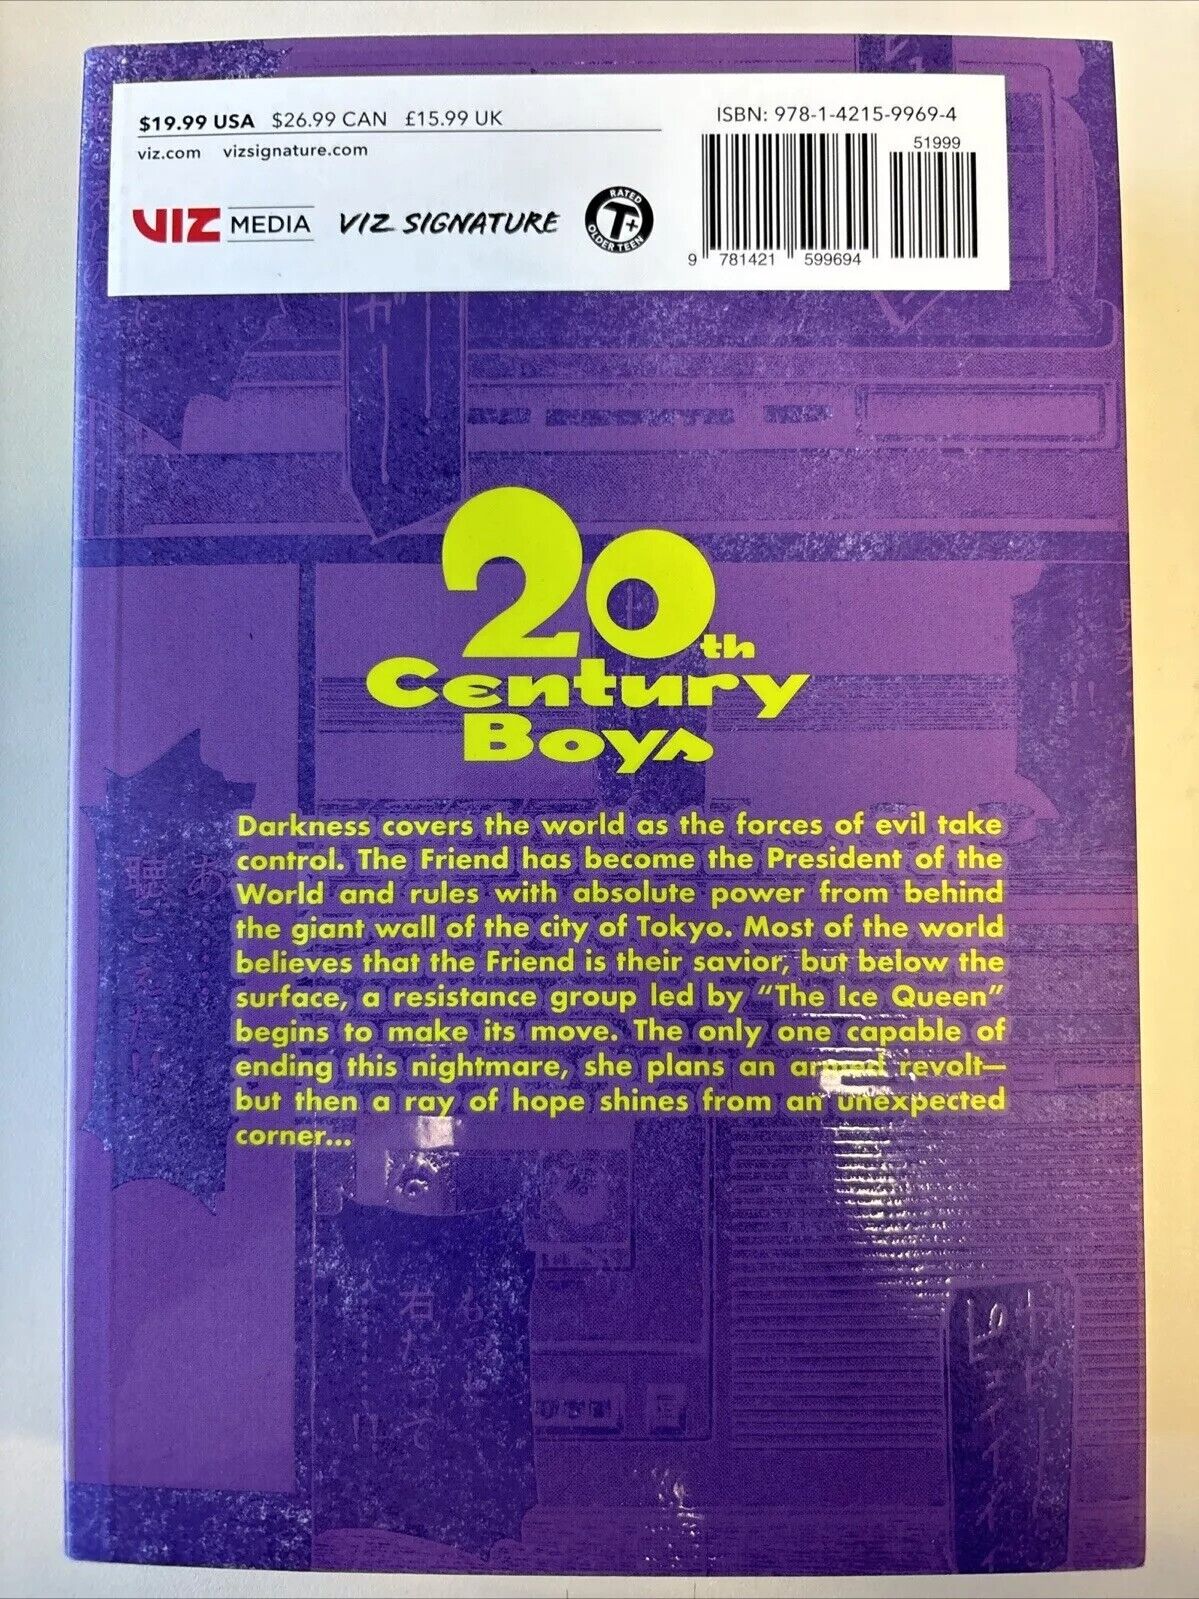 $19.99 USA $26.99 CAN £15.99 UK
viz.com vizsignature.com
ISBN: 978-1-4215-9969-4
51999
VIZ MEDIA VIZ SIGNATURE
RATED T+ OLDER TEEN
9 781421 599694
20th
Century
Boys
Darkness covers the world as the forces of evil take
control. The Friend has become the President of the
World and rules with absolute power from behind
the giant wall of the city of Tokyo. Most of the world
believes that the Friend is their savior, but below the
surface, a resistance group led by “The Ice Queen”
begins to make its move. The only one capable of
ending this nightmare, she plans an armed revolt—
but then a ray of hope shines from an unexpected
corner...